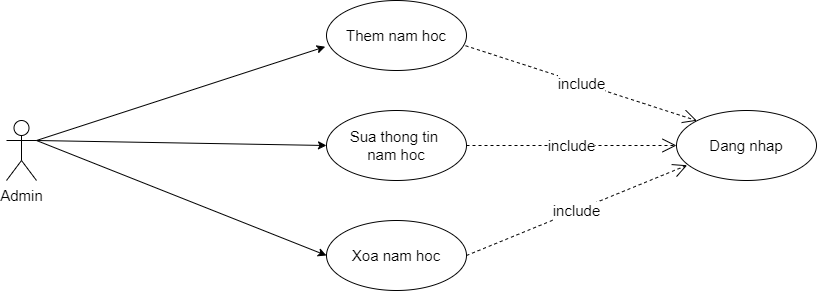 Them nam hoc
include
Sua thong tin
nam hoc
include
Dang nhap
Admin
include
Xoa nam hoc